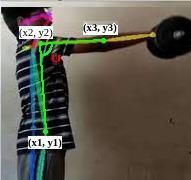 (x3, y3)
(x2, y2)
θ
(x1, y1)